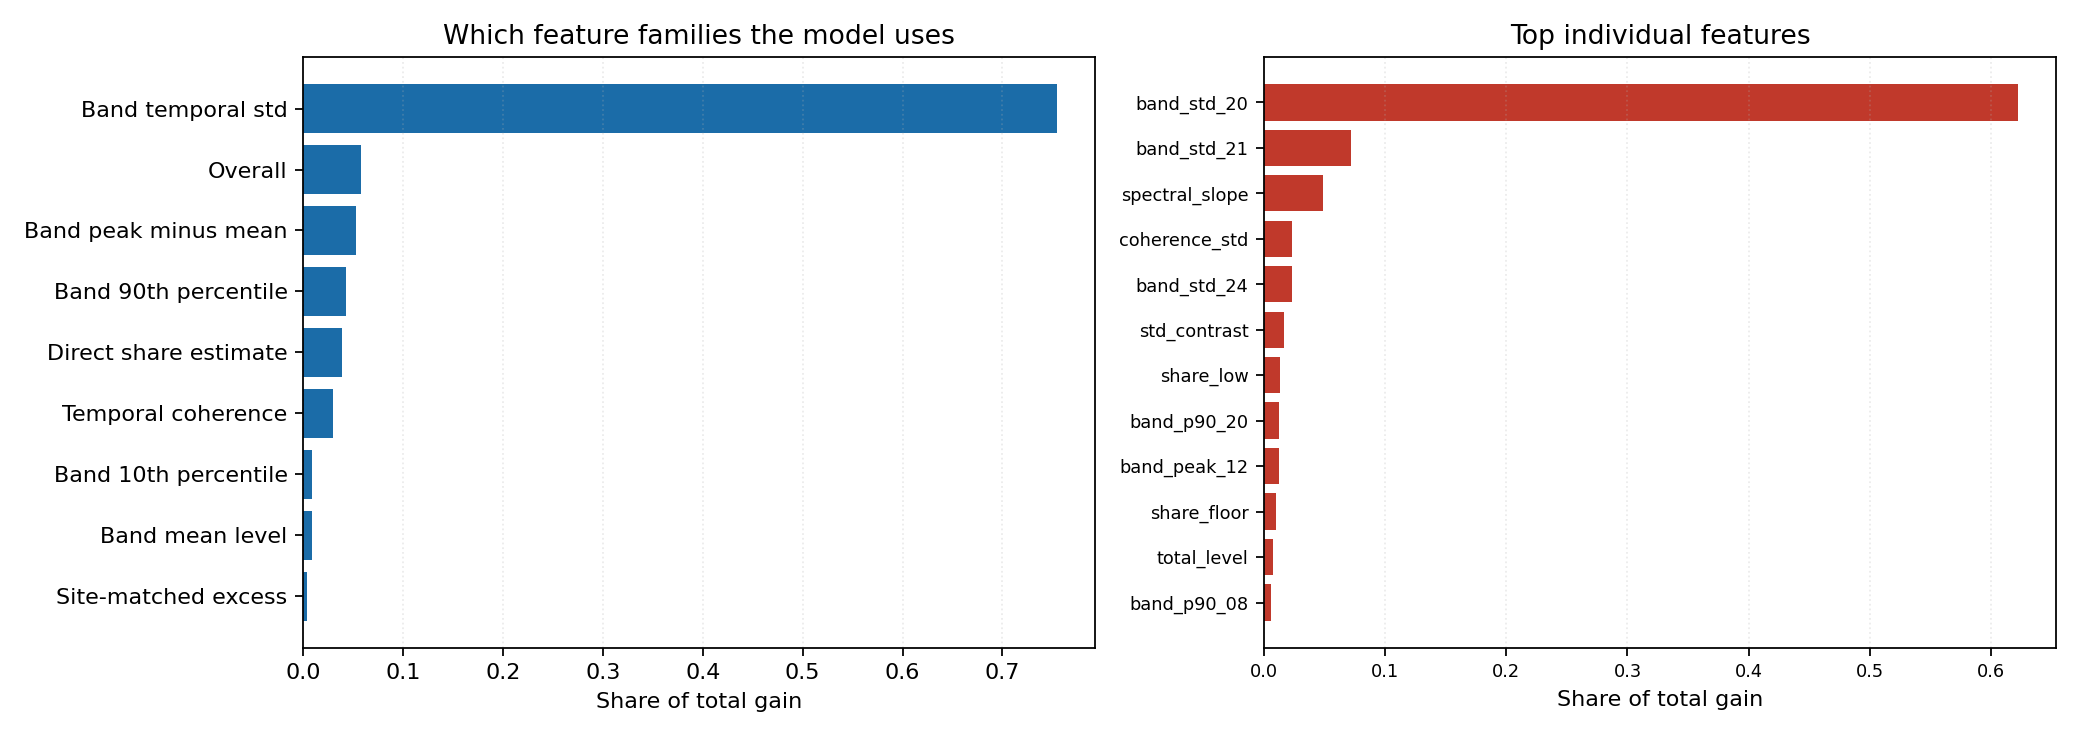 Which feature families the model uses
Band temporal std
Overall
Band peak minus mean
Band 90th percentile
Direct share estimate
Temporal coherence
Band 10th percentile
Band mean level
Site-matched excess
0.0 0.1 0.2 0.3 0.4 0.5 0.6 0.7
Share of total gain
Top individual features
band_std_20
band_std_21
spectral_slope
coherence_std
band_std_24
std_contrast
share_low
band_p90_20
band_peak_12
share_floor
total_level
band_p90_08
0.0 0.1 0.2 0.3 0.4 0.5 0.6
Share of total gain